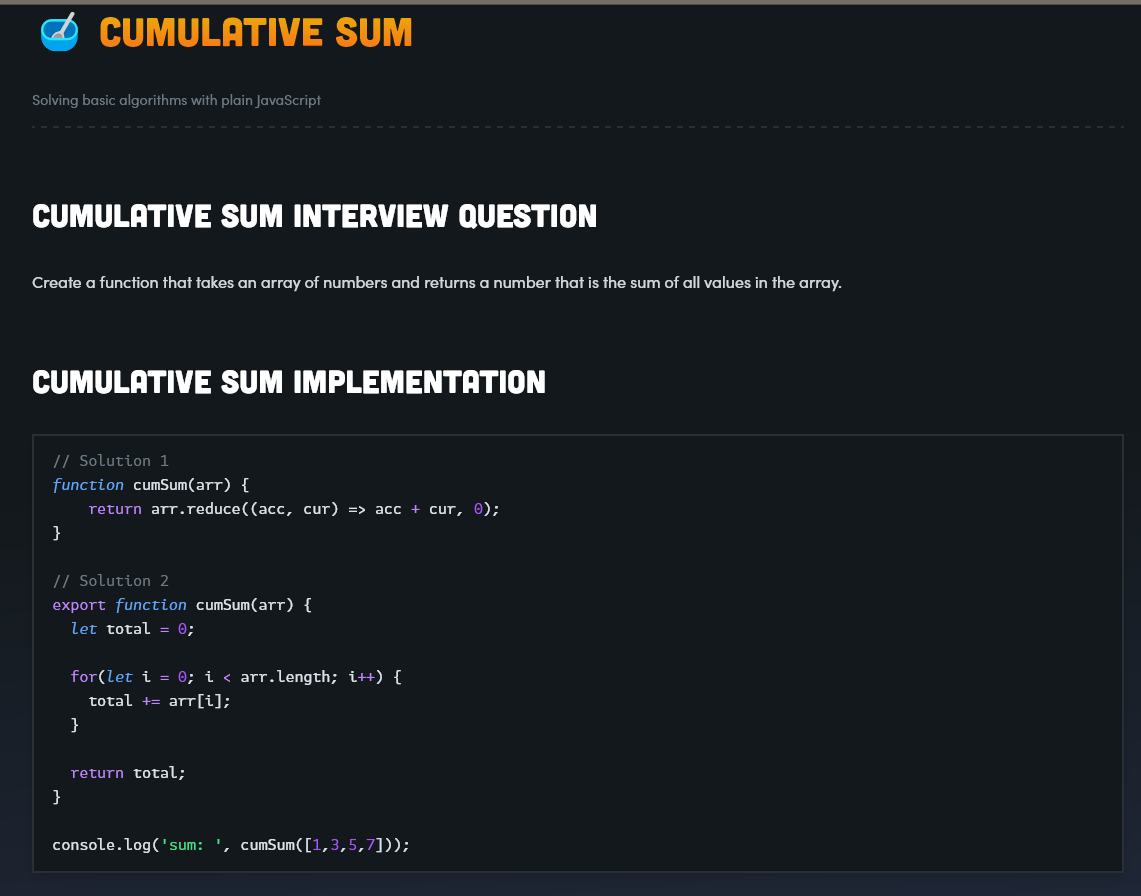 CUMULATIVE SUM
Solving basic algorithms with plain JavaScript
CUMULATIVE SUM INTERVIEW QUESTION
Create a function that takes an array of numbers and returns a number that is the sum of all values in the array.
CUMULATIVE SUM IMPLEMENTATION
// Solution 1
function cumSum(arr) {
    return arr.reduce((acc, cur) => acc + cur, 0);
}
// Solution 2
export function cumSum(arr) {
  let total = 0;
  for(let i = 0; i < arr.length; i++) {
    total += arr[i];
  }
  return total;
}
console.log('sum: ', cumSum([1,3,5,7]));